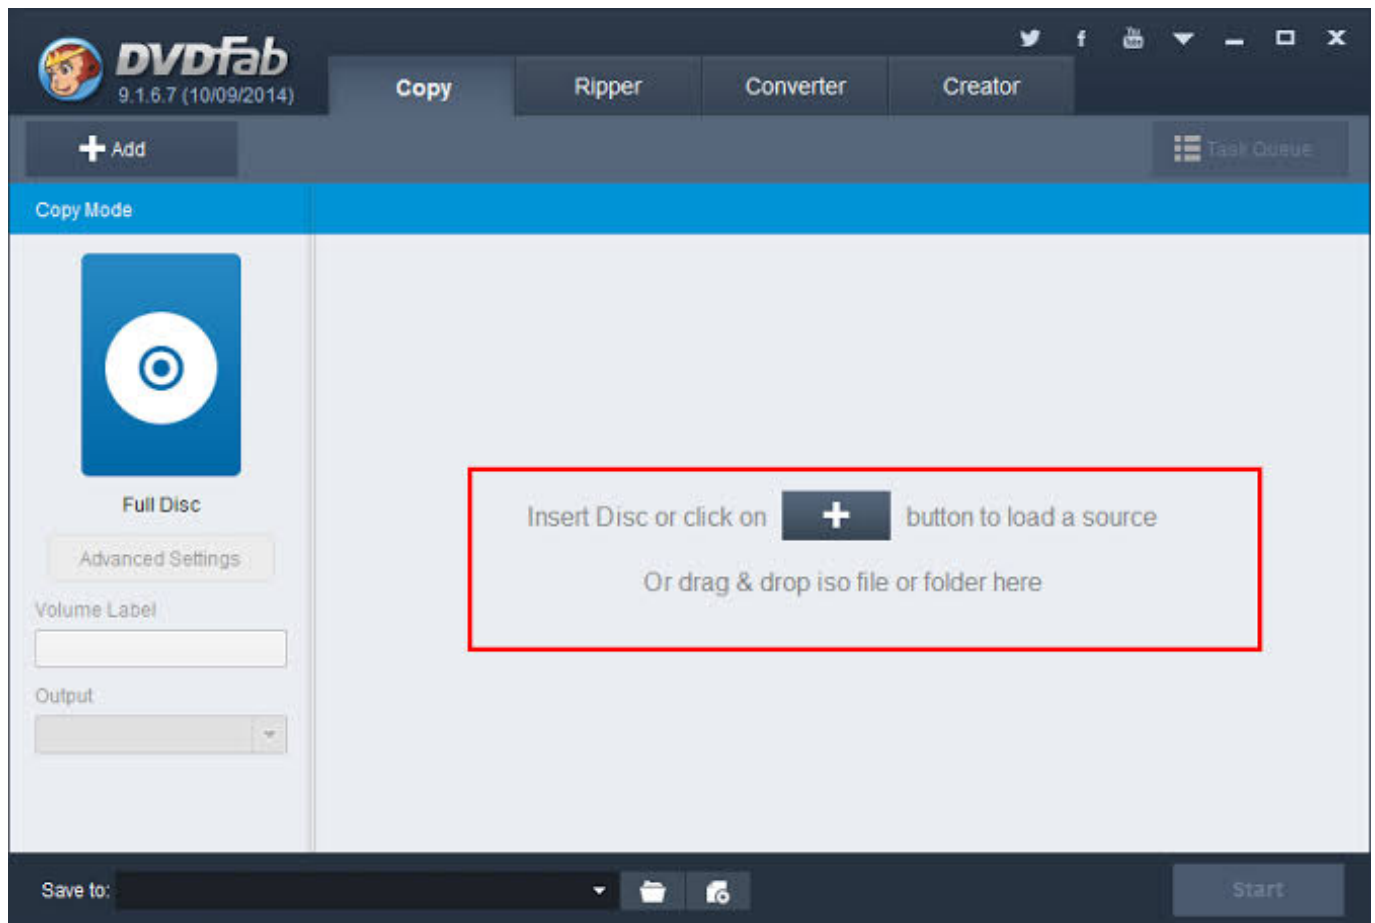 DVDFab
9.1.6.7 (10/09/2014)
Copy
Ripper
Converter
Creator
Add
Task Queue
Copy Mode
Full Disc
Advanced Settings
Volume Label
Output
Insert Disc or click on button to load a source
Or drag & drop iso file or folder here
Save to:
Start